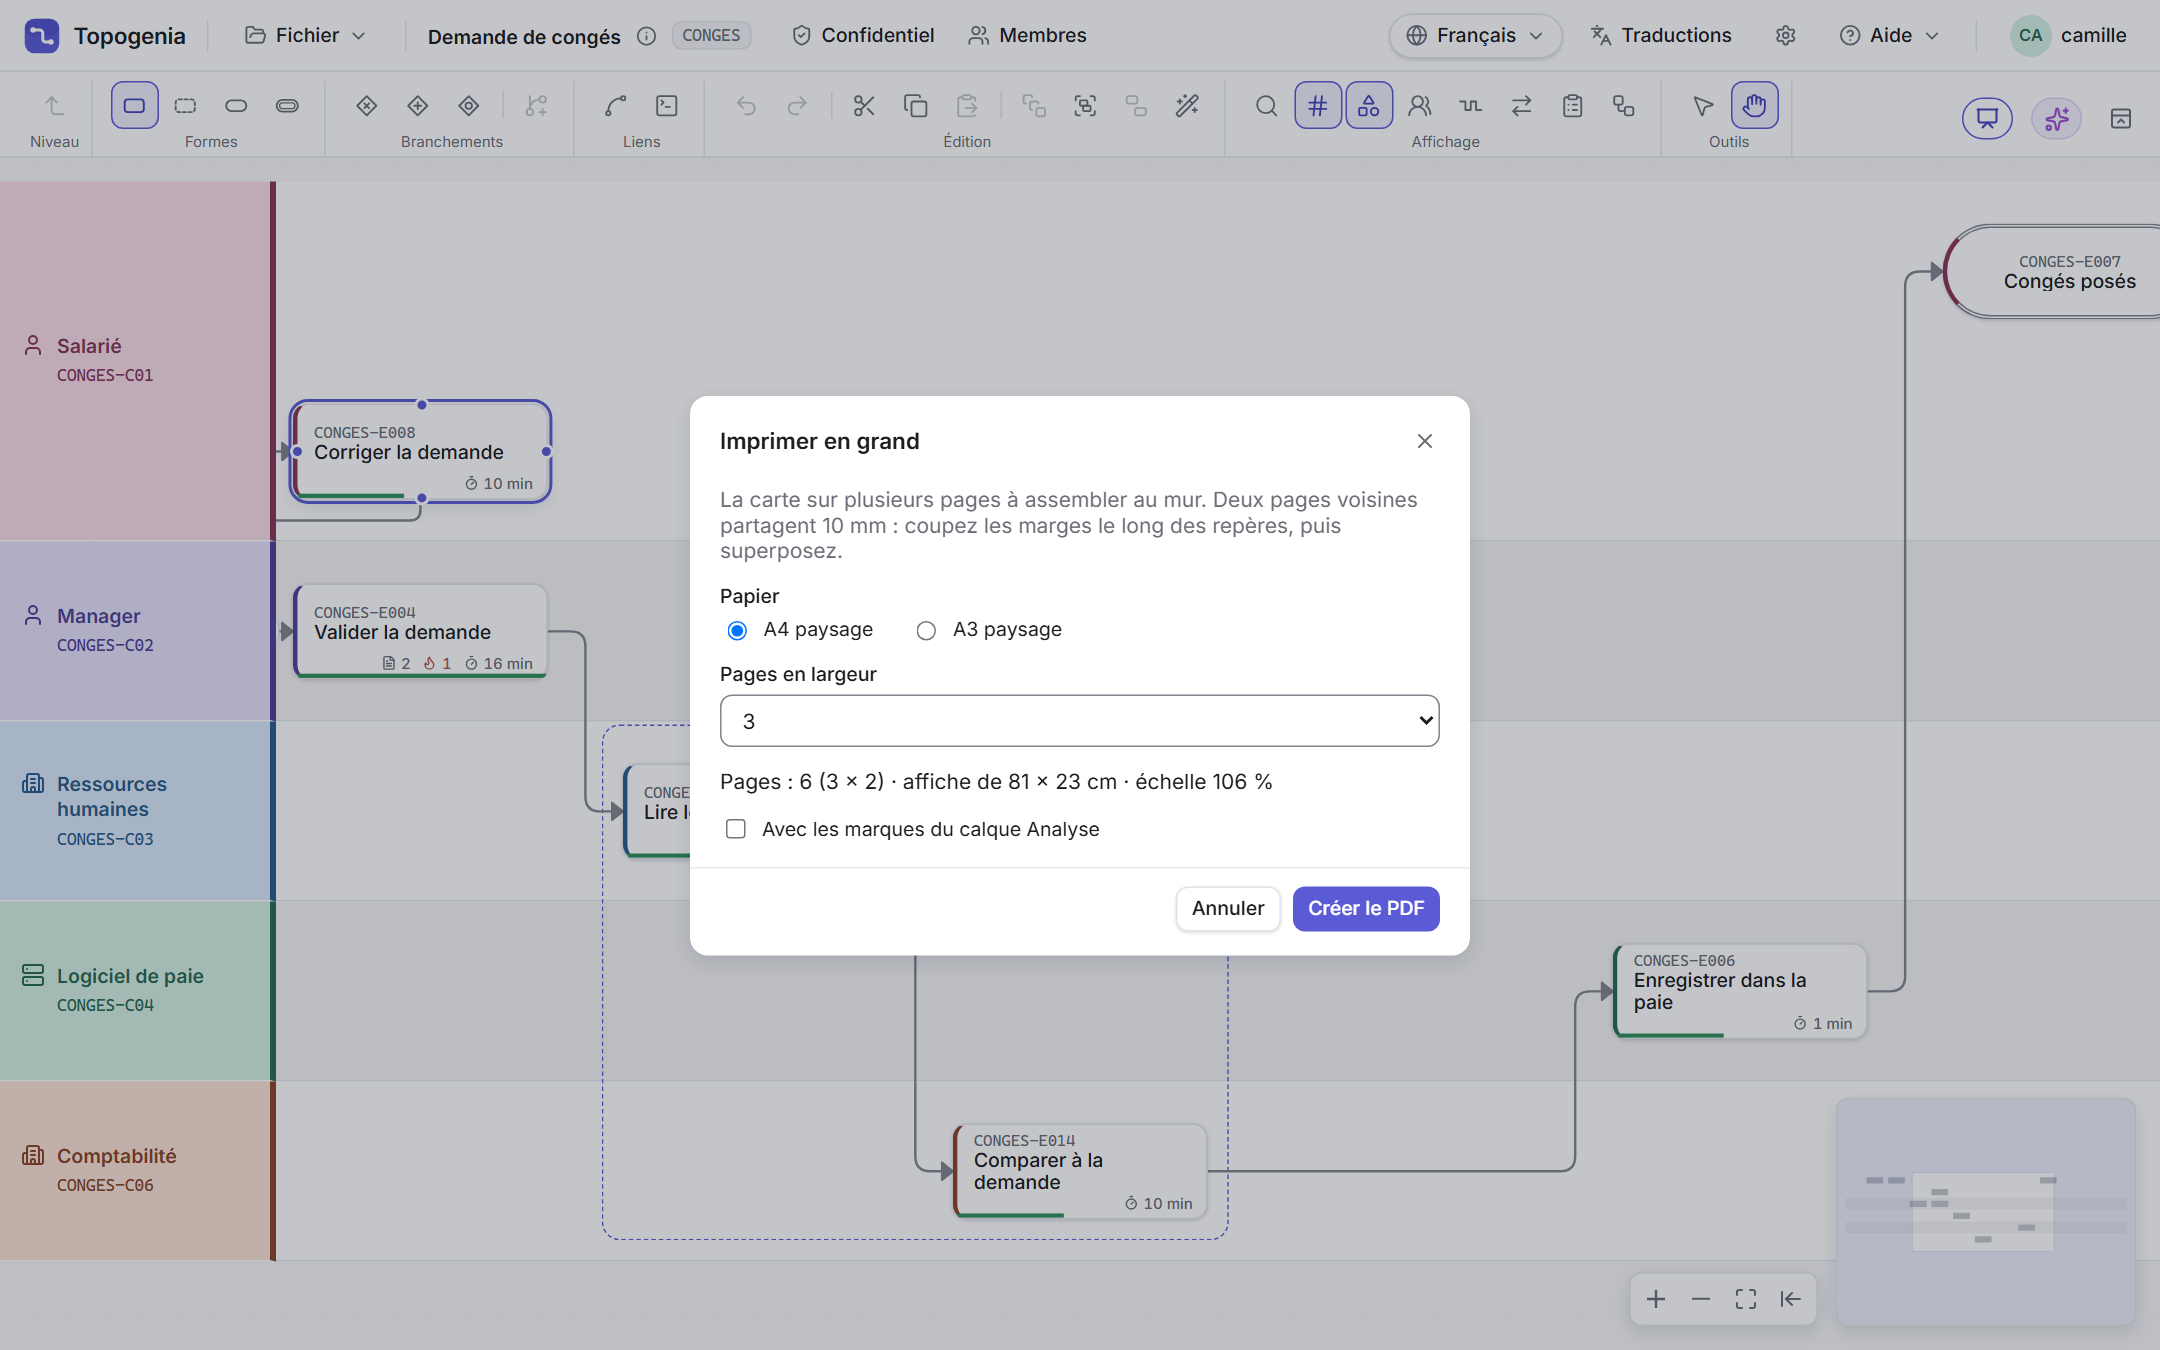 Topogenia
Fichier
Demande de congés
CONGES
Confidentiel
Membres
Français
Traductions
Aide
CA
camille
Niveau
Formes
Branchements
Liens
Édition
Affichage
Outils
Salarié
CONGES-C01
CONGES-E008
Corriger la demande
10 min
CONGES-E007
Congés posés
Manager
CONGES-C02
CONGES-E004
Valider la demande
2
1
16 min
Ressources
humaines
CONGES-C03
CONGE
Lire l
Imprimer en grand
La carte sur plusieurs pages à assembler au mur. Deux pages voisines
partagent 10 mm : coupez les marges le long des repères, puis
superposez.
Papier
A4 paysage
A3 paysage
Pages en largeur
3
Pages : 6 (3 × 2) · affiche de 81 × 23 cm · échelle 106 %
Avec les marques du calque Analyse
Annuler
Créer le PDF
Logiciel de paie
CONGES-C04
CONGES-E006
Enregistrer dans la
paie
1 min
Comptabilité
CONGES-C06
CONGES-E014
Comparer à la
demande
10 min